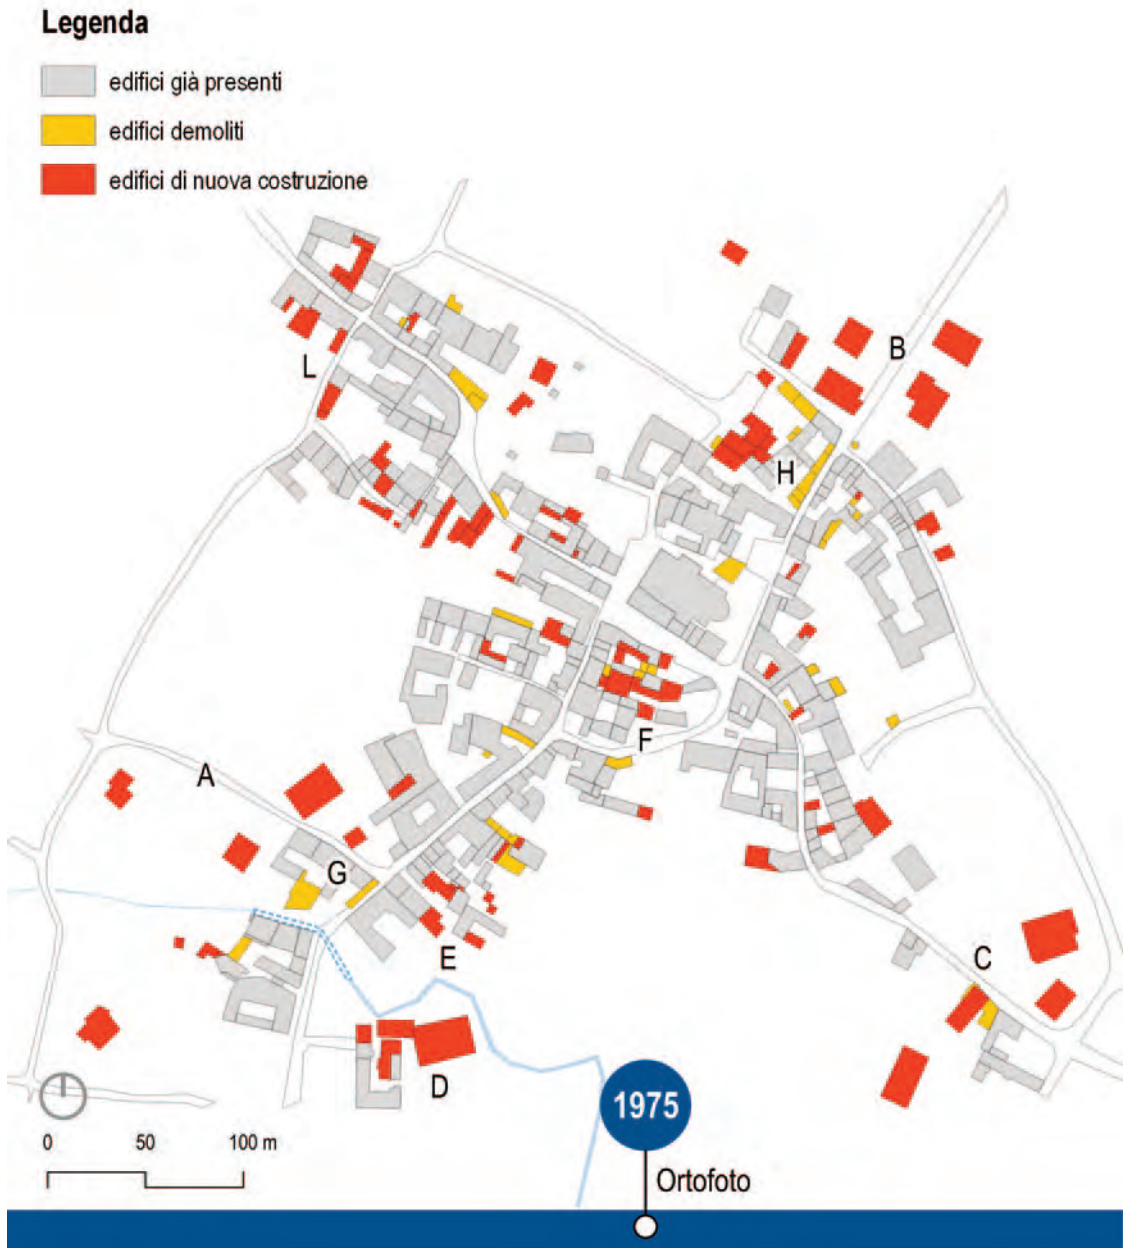 Legenda
edifici già presenti
edifici demoliti
edifici di nuova costruzione
B
L
H
F
A
G
E
C
D
1975
0 50 100 m
Ortofoto